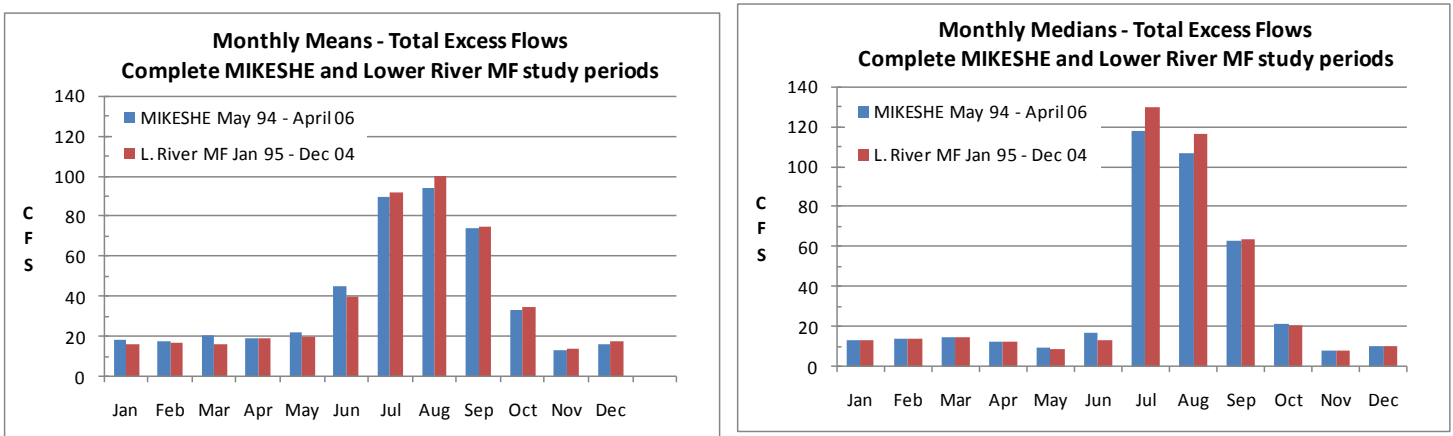 Monthly Means - Total Excess Flows
Complete MIKESHE and Lower River MF study periods
140
120
100
80
60
40
20
0
MIKESHE May 94 - April 06
L. River MF Jan 95 - Dec 04
C
F
S
Jan Feb Mar Apr May Jun Jul Aug Sep Oct Nov Dec
Monthly Medians - Total Excess Flows
Complete MIKESHE and Lower River MF study periods
140
120
100
80
60
40
20
0
MIKESHE May 94 - April 06
L. River MF Jan 95 - Dec 04
C
F
S
Jan Feb Mar Apr May Jun Jul Aug Sep Oct Nov Dec